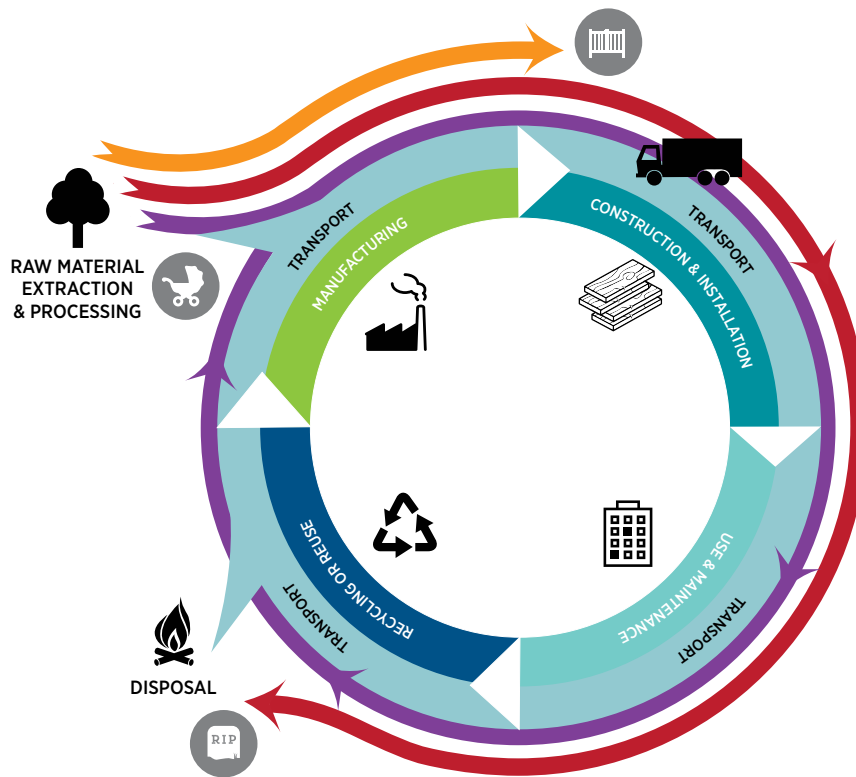 RAW MATERIAL
EXTRACTION
& PROCESSING
TRANSPORT
MANUFACTURING
CONSTRUCTION & INSTALLATION
TRANSPORT
USE & MAINTENANCE
TRANSPORT
RECYCLING OR REUSE
TRANSPORT
DISPOSAL
RIP